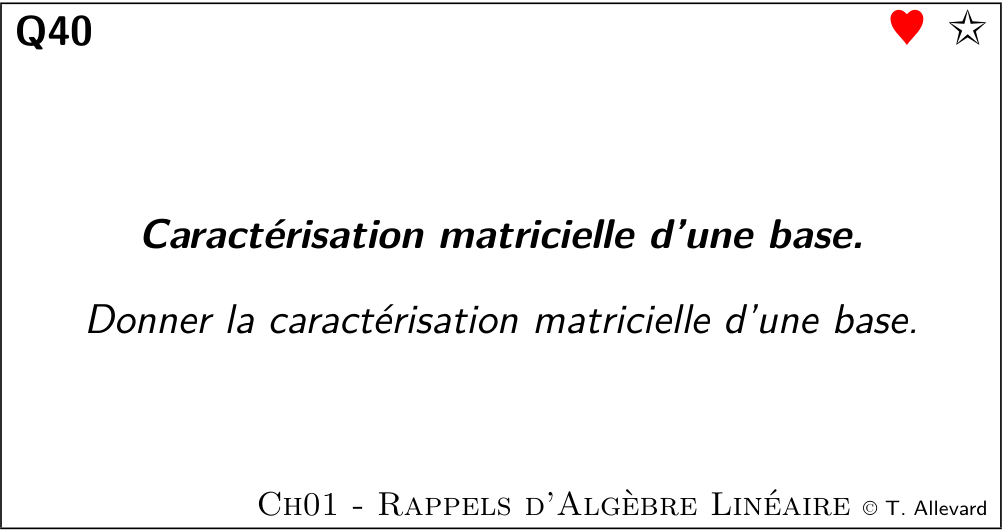 Q40
Caractérisation matricielle d'une base.
Donner la caractérisation matricielle d'une base.
Ch01 - Rappels d'Algèbre Linéaire © T. Allevard